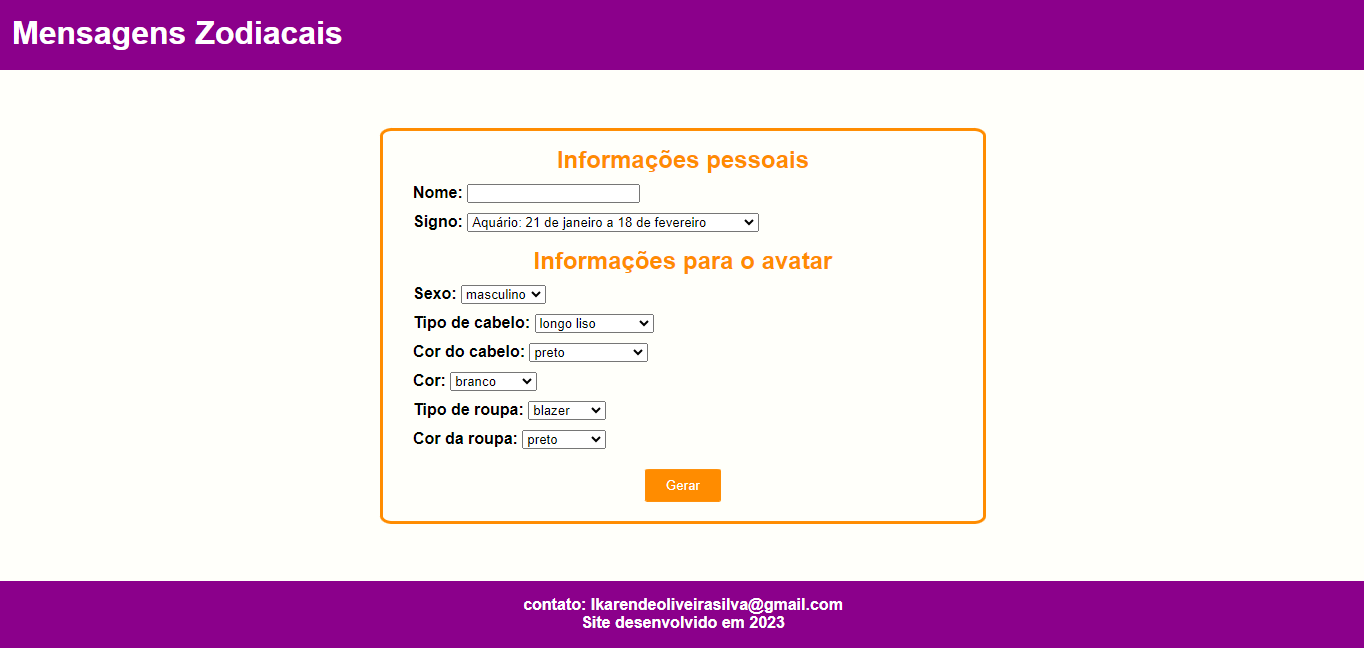 Mensagens Zodiacais
Informações pessoais
Nome:
Signo: Aquário: 21 de janeiro a 18 de fevereiro
Informações para o avatar
Sexo: masculino
Tipo de cabelo: longo liso
Cor do cabelo: preto
Cor: branco
Tipo de roupa: blazer
Cor da roupa: preto
Gerar
contato: lkarendeoliveirasilva@gmail.com
Site desenvolvido em 2023